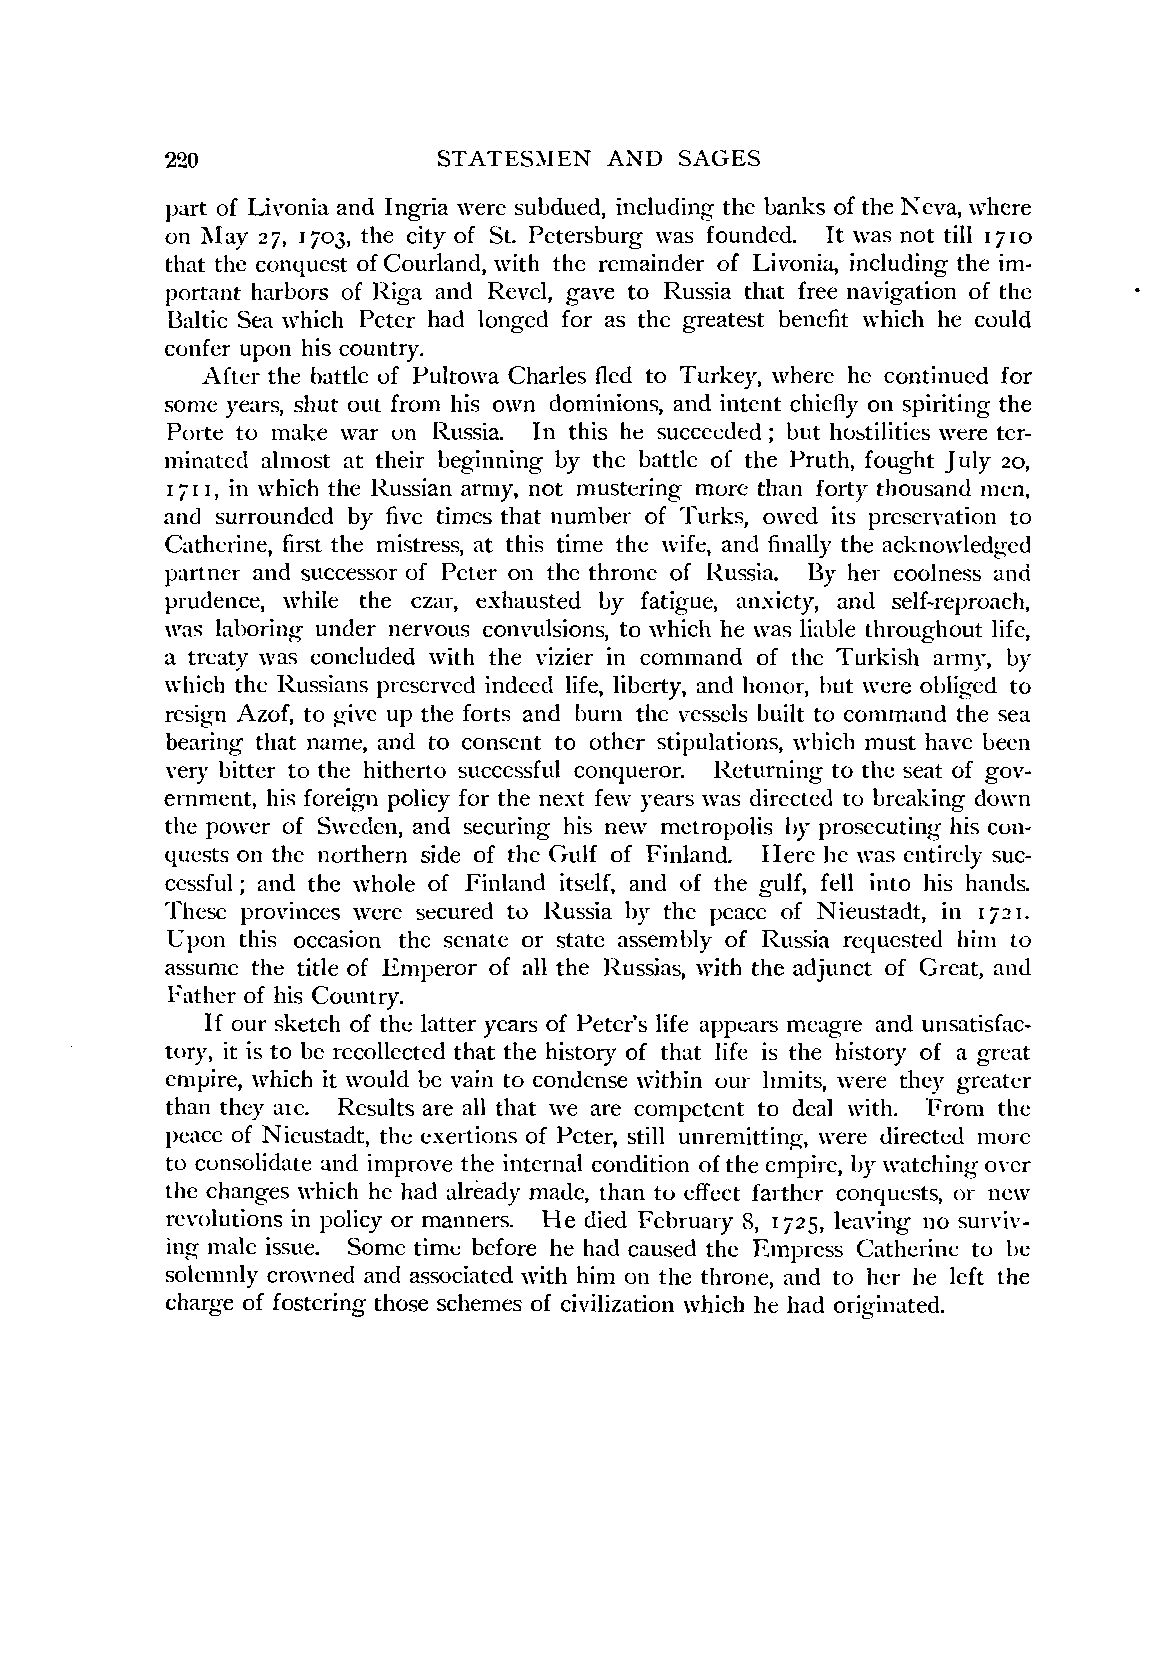 220 STATESMEN AND SAGES
part of Livonia and Ingria were subdued, including the banks of the Neva, where
on May 27, 1703, the city of St. Petersburg was founded. It was not till 1710
that the conquest of Courland, with the remainder of Livonia, including the im-
portant harbors of Riga and Revel, gave to Russia that free navigation of the
Baltic Sea which Peter had longed for as the greatest benefit which he could
confer upon his country.
After the battle of Pultowa Charles fled to Turkey, where he continued for
some years, shut out from his own dominions, and intent chiefly on spiriting the
Porte to make war on Russia. In this he succeeded; but hostilities were ter-
minated almost at their beginning by the battle of the Pruth, fought July 20,
1711, in which the Russian army, not mustering more than forty thousand men,
and surrounded by five times that number of Turks, owed its preservation to
Catherine, first the mistress, at this time the wife, and finally the acknowledged
partner and successor of Peter on the throne of Russia. By her coolness and
prudence, while the czar, exhausted by fatigue, anxiety, and self-reproach,
was laboring under nervous convulsions, to which he was liable throughout life,
a treaty was concluded with the vizier in command of the Turkish army, by
which the Russians preserved indeed life, liberty, and honor, but were obliged to
resign Azof, to give up the forts and burn the vessels built to command the sea
bearing that name, and to consent to other stipulations, which must have been
very bitter to the hitherto successful conqueror. Returning to the seat of gov-
ernment, his foreign policy for the next few years was directed to breaking down
the power of Sweden, and securing his new metropolis by prosecuting his con-
quests on the northern side of the Gulf of Finland. Here he was entirely suc-
cessful; and the whole of Finland itself, and of the gulf, fell into his hands.
These provinces were secured to Russia by the peace of Nieustadt, in 1721.
Upon this occasion the senate or state assembly of Russia requested him to
assume the title of Emperor of all the Russias, with the adjunct of Great, and
Father of his Country.
If our sketch of the latter years of Peter's life appears meagre and unsatisfac-
tory, it is to be recollected that the history of that life is the history of a great
empire, which it would be vain to condense within our limits, were they greater
than they are. Results are all that we are competent to deal with. From the
peace of Nieustadt, the exertions of Peter, still unremitting, were directed more
to consolidate and improve the internal condition of the empire, by watching over
the changes which he had already made, than to effect farther conquests, or new
revolutions in policy or manners. He died February 8, 1725, leaving no surviv-
ing male issue. Some time before he had caused the Empress Catherine to be
solemnly crowned and associated with him on the throne, and to her he left the
charge of fostering those schemes of civilization which he had originated.